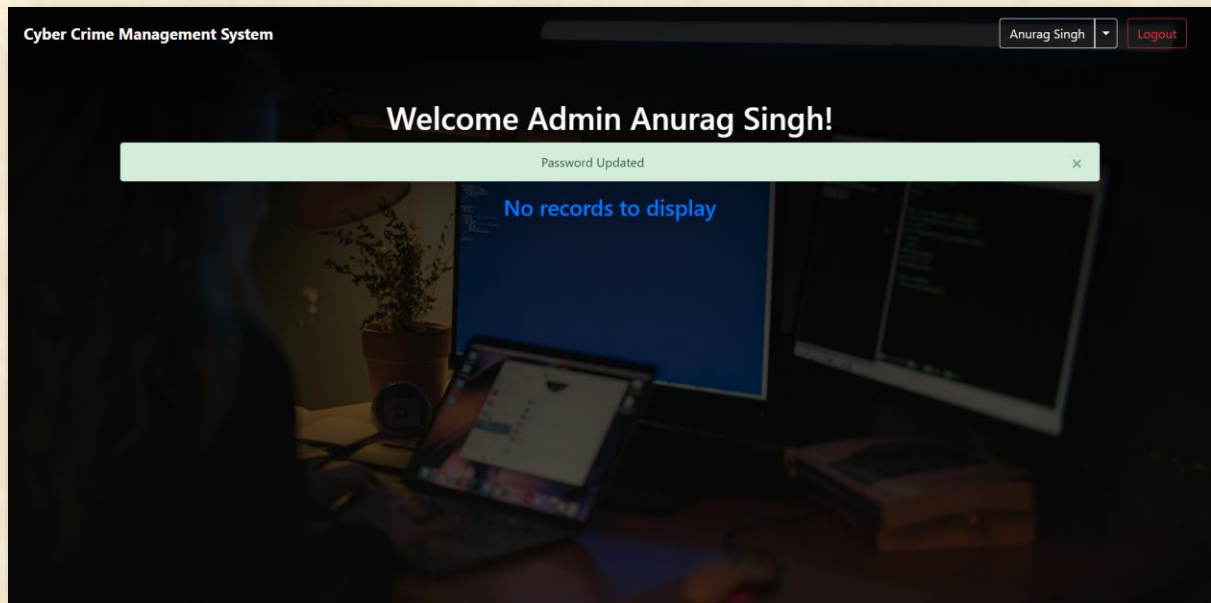 Cyber Crime Management System
Anurag Singh
Logout
Welcome Admin Anurag Singh!
Password Updated ×
No records to display